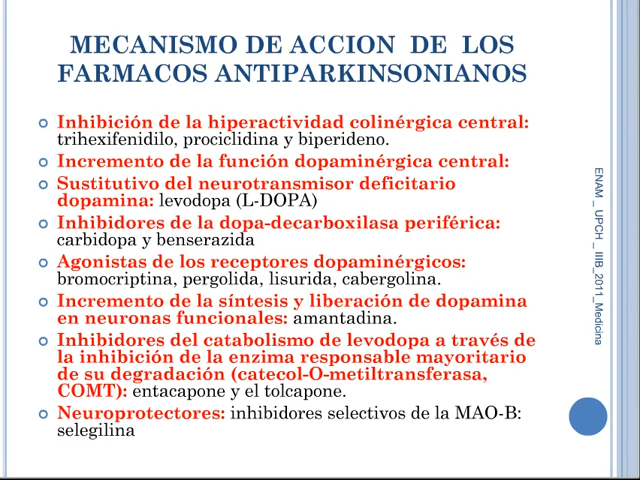 MECANISMO DE ACCION DE LOS
FARMACOS ANTIPARKINSONIANOS
Inhibición de la hiperactividad colinérgica central:
trihexifenidilo, prociclidina y biperideno.
Incremento de la función dopaminérgica central:
Sustitutivo del neurotransmisor deficitario
dopamina: levodopa (L-DOPA)
Inhibidores de la dopa-decarboxilasa periférica:
carbidopa y benserazida
Agonistas de los receptores dopaminérgicos:
bromocriptina, pergolida, lisurida, cabergolina.
Incremento de la síntesis y liberación de dopamina
en neuronas funcionales: amantadina.
Inhibidores del catabolismo de levodopa a través de
la inhibición de la enzima responsable mayoritario
de su degradación (catecol-O-metiltransferasa,
COMT): entacapone y el tolcapone.
Neuroprotectores: inhibidores selectivos de la MAO-B:
selegilina
ENAM _ UPCH _ IIIB_2011_Medicina